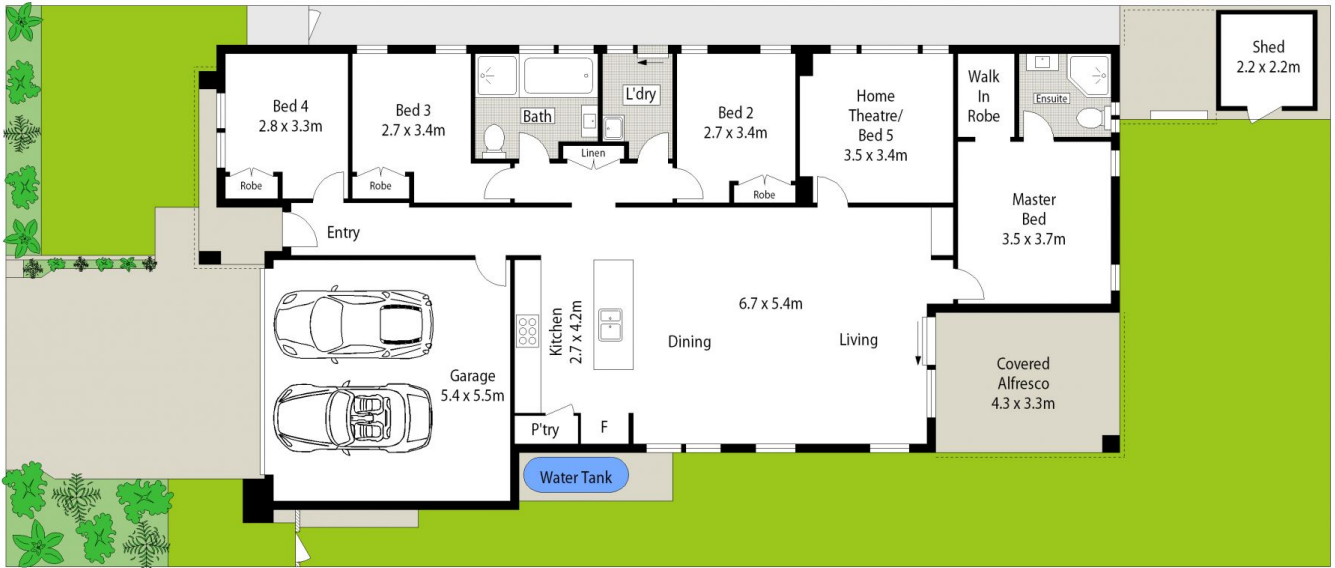 Shed
2.2 x 2.2m
Bed 4
2.8 x 3.3m
Robe
Bed 3
2.7 x 3.4m
Robe
Bath
L'dry
Linen
Bed 2
2.7 x 3.4m
Robe
Home
Theatre/
Bed 5
3.5 x 3.4m
Walk
In
Robe
Ensuite
Master
Bed
3.5 x 3.7m
Entry
Garage
5.4 x 5.5m
Kitchen
2.7 x 4.2m
P'try
F
Dining
6.7 x 5.4m
Living
Covered
Alfresco
4.3 x 3.3m
Water Tank